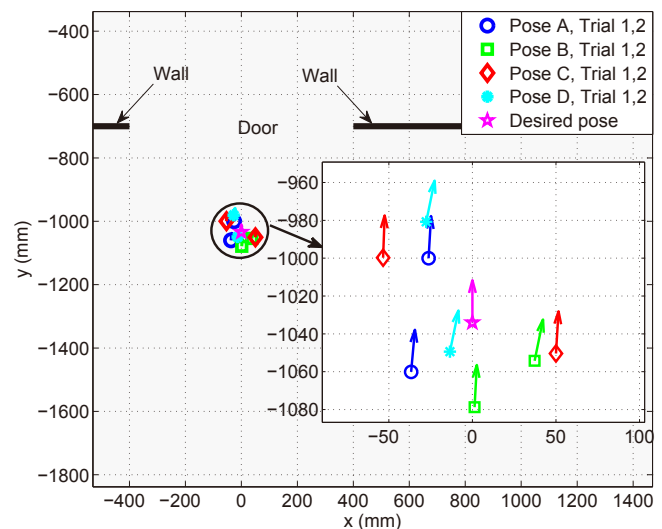 Pose A, Trial 1,2
Pose B, Trial 1,2
Pose C, Trial 1,2
Pose D, Trial 1,2
Desired pose
Wall
Wall
Door
y (mm)
−400
−600
−800
−1000
−1200
−1400
−1600
−1800
−400 −200 0 200 400 600 800 1000 1200 1400
x (mm)
−960
−980
−1000
−1020
−1040
−1060
−1080
−50 0 50 100